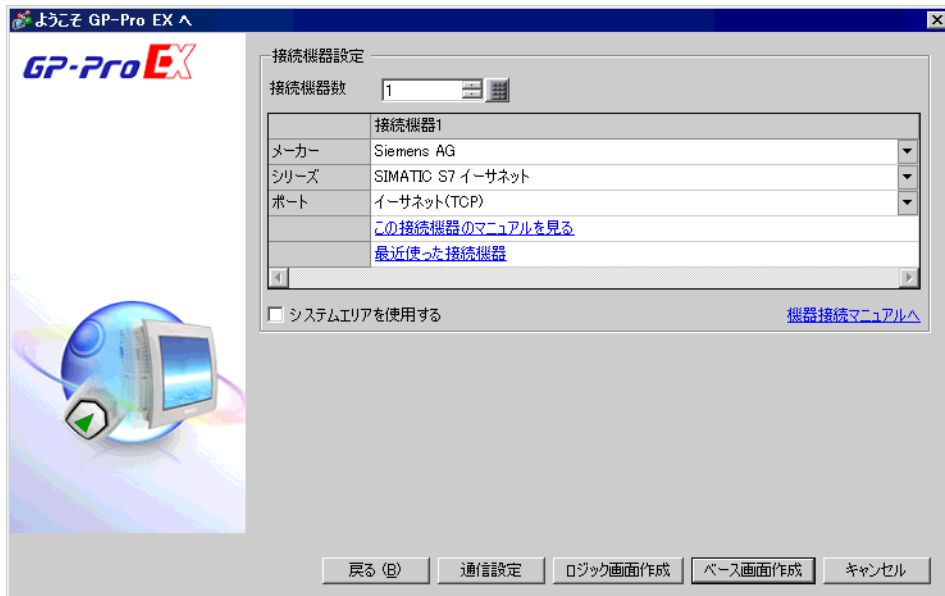 ようこそ GP-Pro EX へ
GP-Pro EX
接続機器設定
接続機器数 1
接続機器1
メーカー Siemens AG
シリーズ SIMATIC S7 イーサネット
ポート イーサネット(TCP)
この接続機器のマニュアルを見る
最近使った接続機器
システムエリアを使用する 機器接続マニュアルへ
戻る (B) 通信設定 ロジック画面作成 ベース画面作成 キャンセル